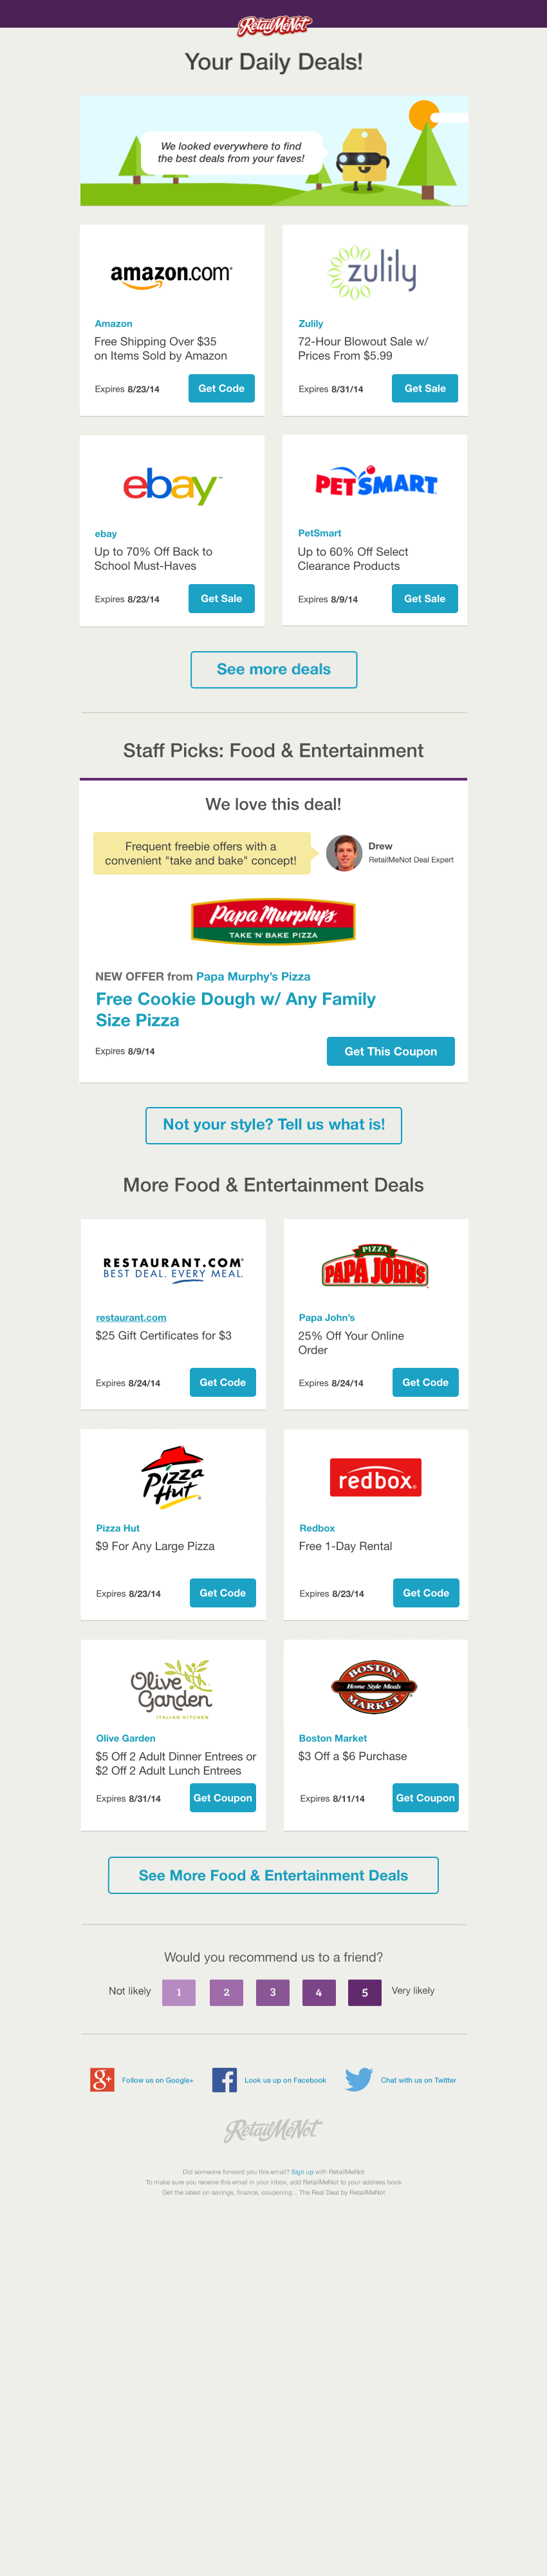 RetailMeNot
Your Daily Deals!
We looked everywhere to find
the best deals from your faves!
amazon.com
Amazon
Free Shipping Over $35
on Items Sold by Amazon
Expires 8/23/14
Get Code
zulily
Zulily
72-Hour Blowout Sale w/
Prices From $5.99
Expires 8/31/14
Get Sale
ebay
ebay
Up to 70% Off Back to
School Must-Haves
Expires 8/23/14
Get Sale
PETSMART
PetSmart
Up to 60% Off Select
Clearance Products
Expires 8/9/14
Get Sale
See more deals
Staff Picks: Food & Entertainment
We love this deal!
Frequent freebie offers with a
convenient "take and bake" concept!
Drew
RetailMeNot Deal Expert
Papa Murphy's
TAKE 'N' BAKE PIZZA
NEW OFFER from Papa Murphy's Pizza
Free Cookie Dough w/ Any Family
Size Pizza
Expires 8/9/14
Get This Coupon
Not your style? Tell us what is!
More Food & Entertainment Deals
RESTAURANT.COM®
BEST DEAL. EVERY MEAL.
restaurant.com
$25 Gift Certificates for $3
Expires 8/24/14
Get Code
PIZZA
PAPA JOHN'S
Papa John's
25% Off Your Online
Order
Expires 8/24/14
Get Code
Pizza
Hut
Pizza Hut
$9 For Any Large Pizza
Expires 8/23/14
Get Code
redbox.
Redbox
Free 1-Day Rental
Expires 8/23/14
Get Code
Olive
Garden
ITALIAN KITCHEN
Olive Garden
$5 Off 2 Adult Dinner Entrees or
$2 Off 2 Adult Lunch Entrees
Expires 8/31/14
Get Coupon
BOSTON
Home Style Meals
MARKET
Boston Market
$3 Off a $6 Purchase
Expires 8/11/14
Get Coupon
See More Food & Entertainment Deals
Would you recommend us to a friend?
Not likely 1 2 3 4 5 Very likely
g+ Follow us on Google+
f Look us up on Facebook
Chat with us on Twitter
RetailMeNot
Did someone forward you this email? Sign up with RetailMeNot
To make sure you receive this email in your inbox, add RetailMeNot to your address book
Get the latest on savings, finance, couponing... The Real Deal by RetailMeNot